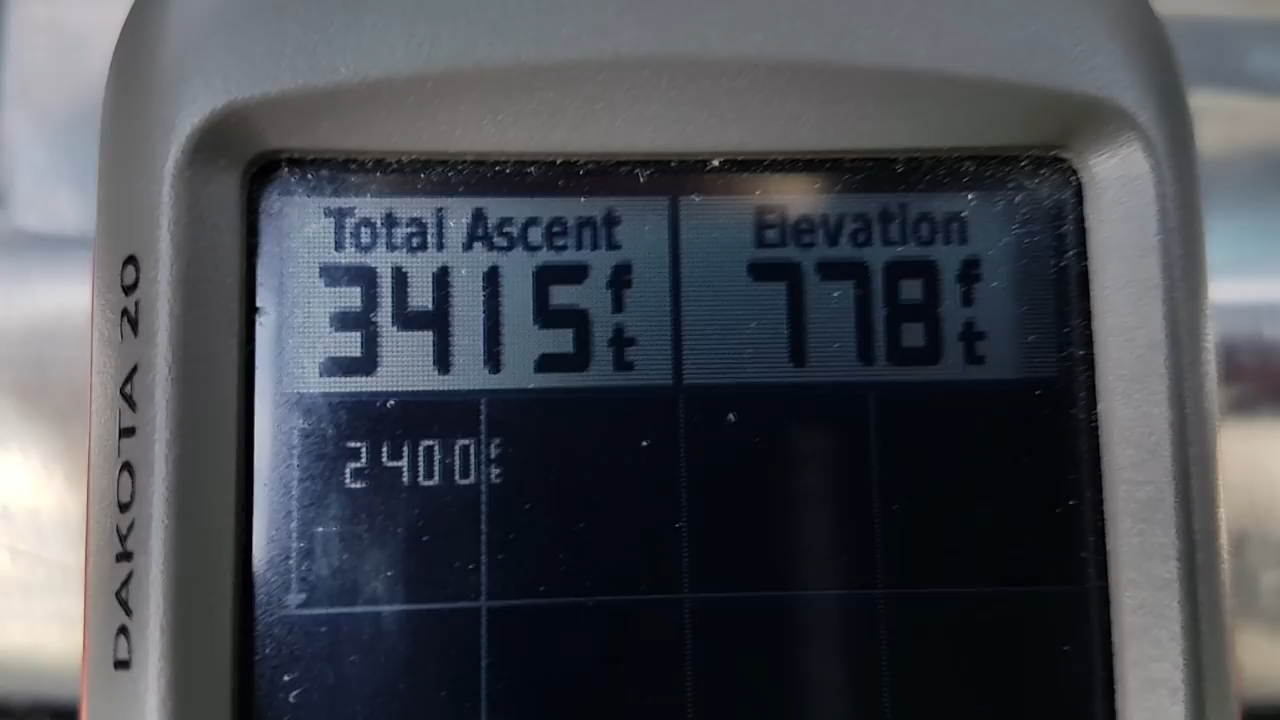 Total Ascent
3415ft
Elevation
778ft
2400ft
DAKOTA 20